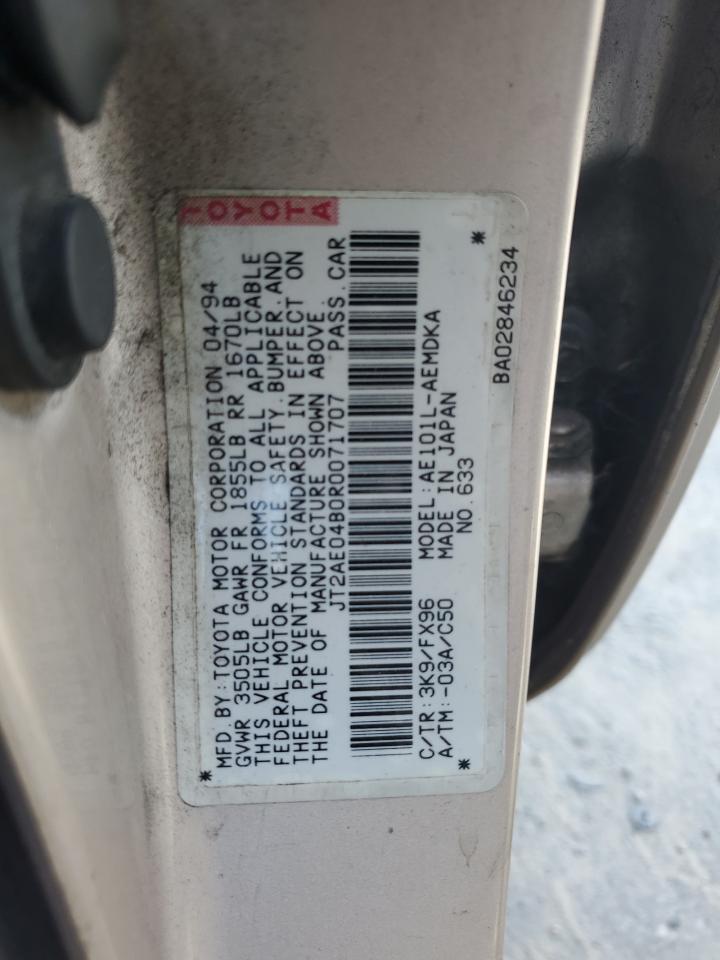 TOYOTA
* MFD. BY: TOYOTA MOTOR CORPORATION 04/94
GVWR 3505LB GAWR FR 1855LB RR 1670LB
THIS VEHICLE CONFORMS TO ALL APPLICABLE
FEDERAL MOTOR VEHICLE SAFETY.BUMPER.AND
THEFT PREVENTION STANDARDS IN EFFECT ON
THE DATE OF MANUFACTURE SHOWN ABOVE.
JT2AE04B0R0071707 PASS. CAR
C/TR: 3K9/FX96 MODEL: AE101L-AEMDKA
A/TM: -03A/C50 MADE IN JAPAN
* NO. 633 *
BA02846234